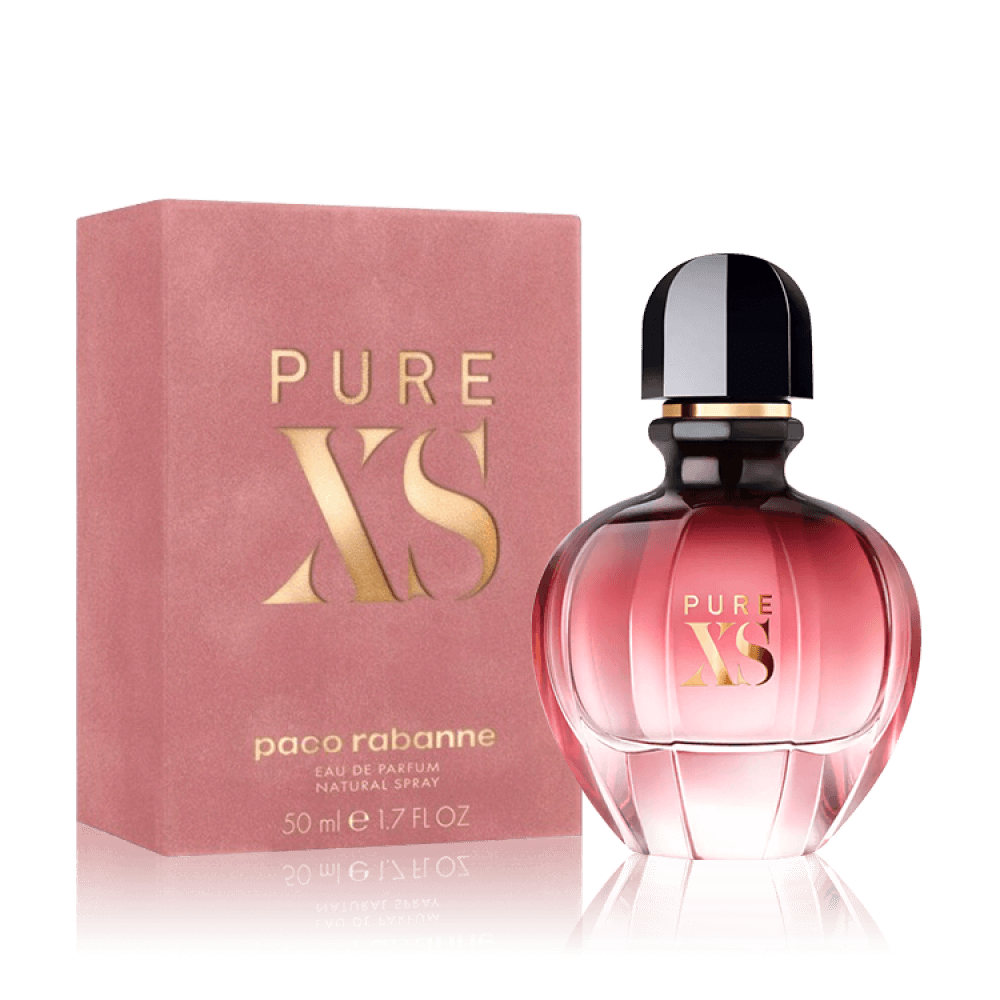 PURE
XS
paco rabanne
EAU DE PARFUM
NATURAL SPRAY
50 ml ℮ 1.7 FL OZ
PURE
XS